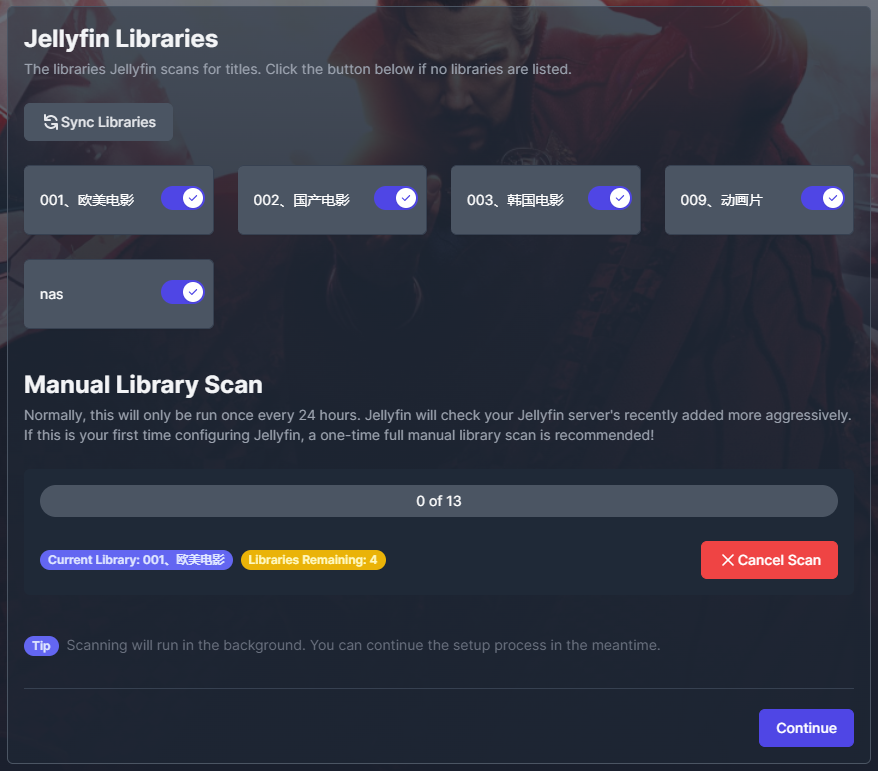 Jellyfin Libraries
The libraries Jellyfin scans for titles. Click the button below if no libraries are listed.
Sync Libraries
001、欧美电影
002、国产电影
003、韩国电影
009、动画片
nas
Manual Library Scan
Normally, this will only be run once every 24 hours. Jellyfin will check your Jellyfin server's recently added more aggressively.
If this is your first time configuring Jellyfin, a one-time full manual library scan is recommended!
0 of 13
Current Library: 001、欧美电影
Libraries Remaining: 4
Cancel Scan
Tip Scanning will run in the background. You can continue the setup process in the meantime.
Continue